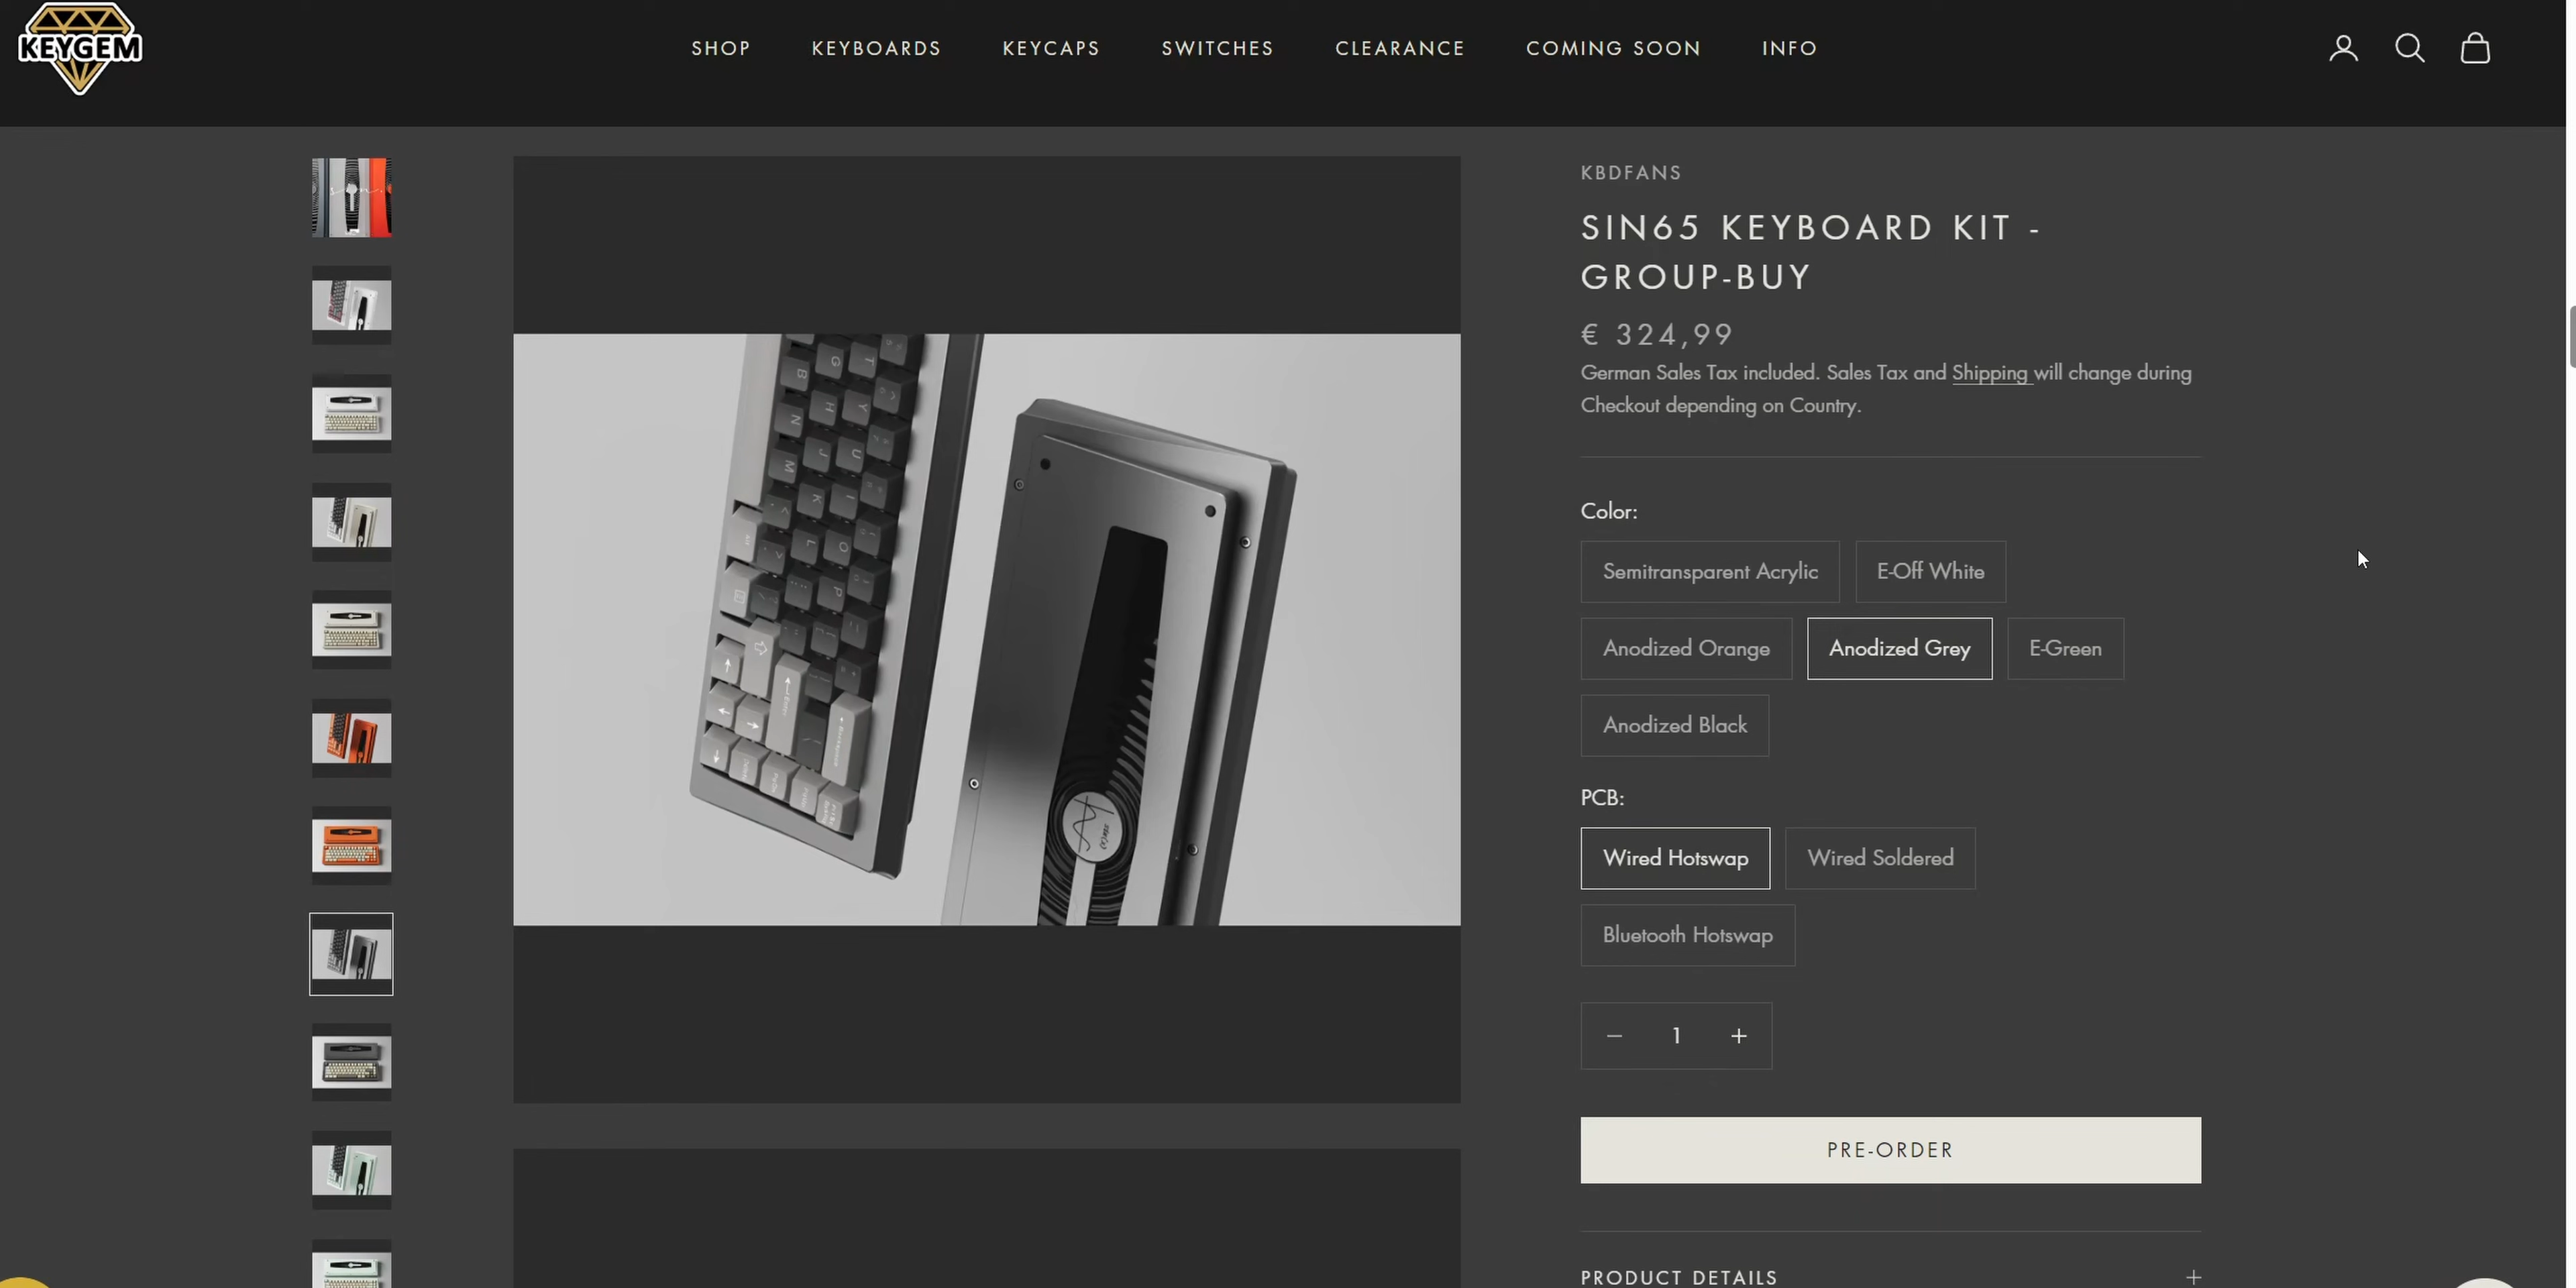 KEYGEM
SHOP
KEYBOARDS
KEYCAPS
SWITCHES
CLEARANCE
COMING SOON
INFO
KBDFANS
SIN65 KEYBOARD KIT -
GROUP-BUY
€ 324,99
German Sales Tax included. Sales Tax and Shipping will change during
Checkout depending on Country.
Color:
Semitransparent Acrylic
E-Off White
Anodized Orange
Anodized Grey
E-Green
Anodized Black
PCB:
Wired Hotswap
Wired Soldered
Bluetooth Hotswap
− 1 +
PRE-ORDER
PRODUCT DETAILS +